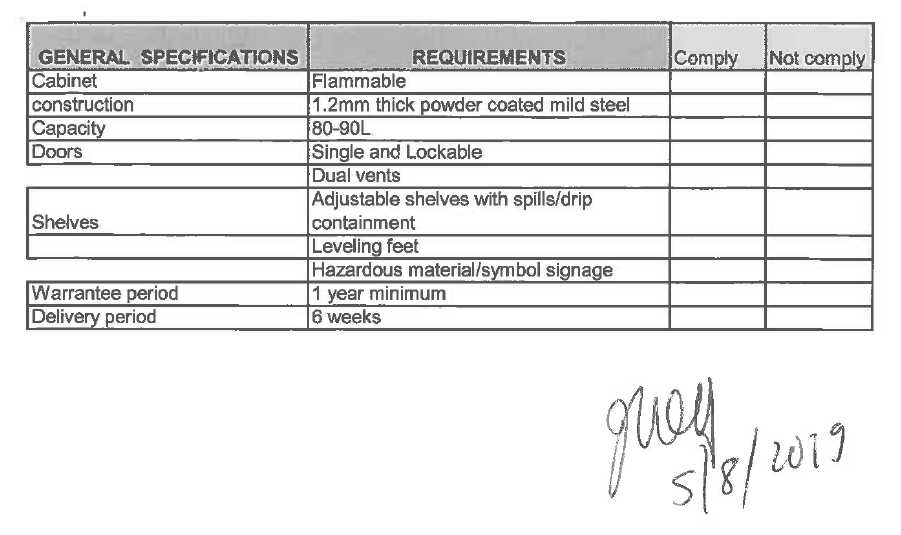 GENERAL SPECIFICATIONS REQUIREMENTS Comply Not comply
Cabinet Flammable
construction 1.2mm thick powder coated mild steel
Capacity 80-90L
Doors Single and Lockable
Dual vents
Adjustable shelves with spills/drip
Shelves containment
Leveling feet
Hazardous material/symbol signage
Warrantee period 1 year minimum
Delivery period 6 weeks
5/8/2019